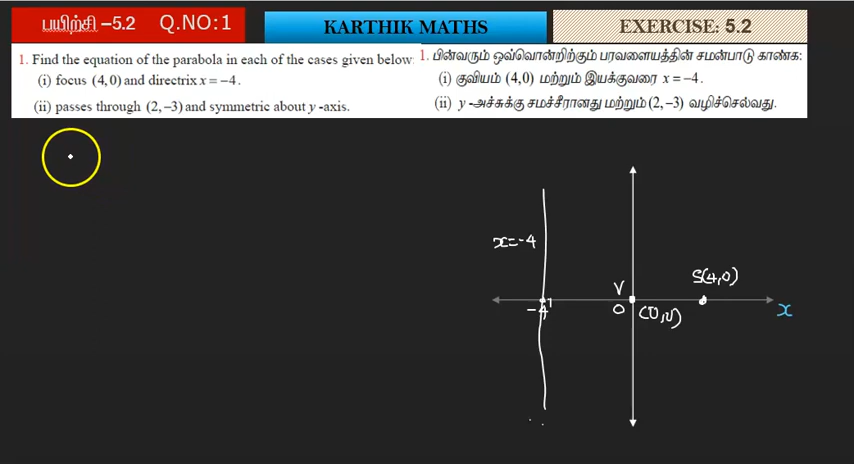 பயிற்சி –5.2 Q.NO:1
KARTHIK MATHS
EXERCISE: 5.2
1. Find the equation of the parabola in each of the cases given below:
(i) focus (4,0) and directrix x = –4.
(ii) passes through (2,–3) and symmetric about y -axis.
1. பின்வரும் ஒவ்வொன்றிற்கும் பரவளையத்தின் சமன்பாடு காண்க:
(i) குவியம் (4,0) மற்றும் இயக்குவரை x = –4.
(ii) y -அச்சுக்கு சமச்சீரானது மற்றும் (2,–3) வழிச்செல்வது.
x=-4
S(4,0)
V
-4
O
(0,0)
x